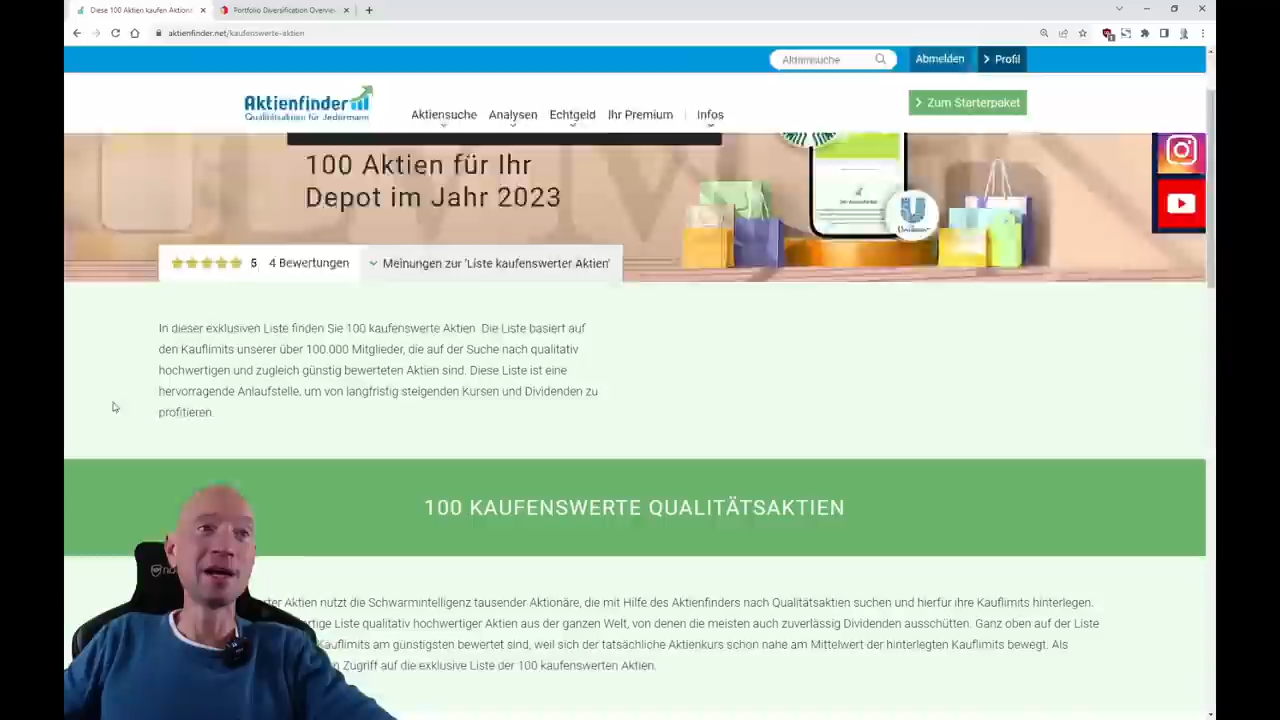 Diese 100 Aktien kaufen Aktion
Portfolio Diversification Overvie
aktienfinder.net/kaufenswerte-aktien
Aktiensuche
Abmelden
Profil
Aktienfinder
Qualitätsaktien für Jedermann
Aktiensuche Analysen Echtgeld Ihr Premium Infos
Zum Starterpaket
100 Aktien für Ihr
Depot im Jahr 2023
Unilever
5 4 Bewertungen
Meinungen zur 'Liste kaufenswerter Aktien'
In dieser exklusiven Liste finden Sie 100 kaufenswerte Aktien. Die Liste basiert auf
den Kauflimits unserer über 100.000 Mitglieder, die auf der Suche nach qualitativ
hochwertigen und zugleich günstig bewerteten Aktien sind. Diese Liste ist eine
hervorragende Anlaufstelle, um von langfristig steigenden Kursen und Dividenden zu
profitieren.
100 KAUFENSWERTE QUALITÄTSAKTIEN
ter Aktien nutzt die Schwarmintelligenz tausender Aktionäre, die mit Hilfe des Aktienfinders nach Qualitätsaktien suchen und hierfür ihre Kauflimits hinterlegen.
rtige Liste qualitativ hochwertiger Aktien aus der ganzen Welt, von denen die meisten auch zuverlässig Dividenden ausschütten. Ganz oben auf der Liste
Kauflimits am günstigsten bewertet sind, weil sich der tatsächliche Aktienkurs schon nahe am Mittelwert der hinterlegten Kauflimits bewegt. Als
n Zugriff auf die exklusive Liste der 100 kaufenswerten Aktien.